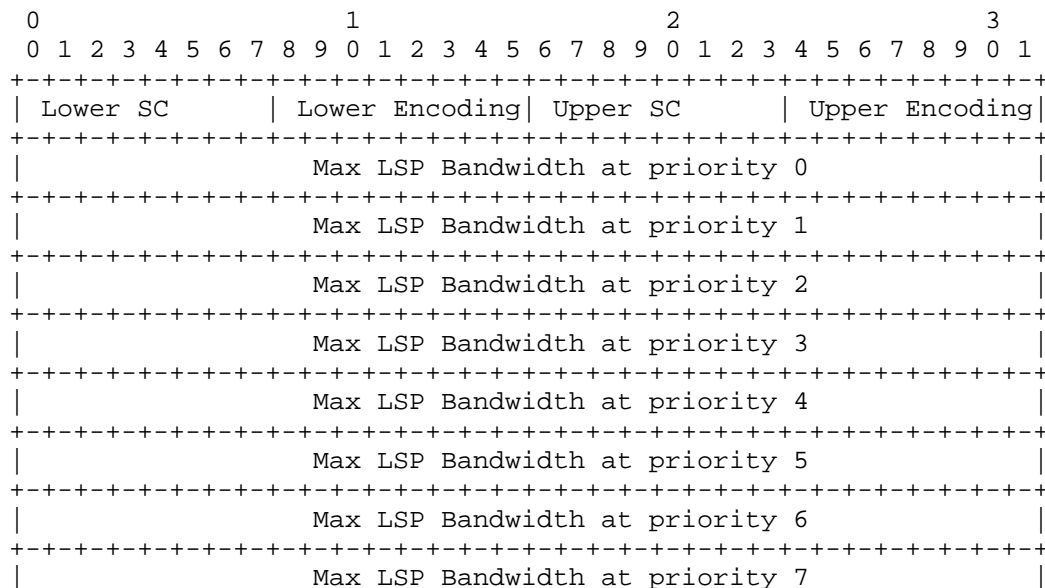 0                   1                   2                   3
 0 1 2 3 4 5 6 7 8 9 0 1 2 3 4 5 6 7 8 9 0 1 2 3 4 5 6 7 8 9 0 1
+-+-+-+-+-+-+-+-+-+-+-+-+-+-+-+-+-+-+-+-+-+-+-+-+-+-+-+-+-+-+-+-+
| Lower SC      | Lower Encoding| Upper SC      | Upper Encoding|
+-+-+-+-+-+-+-+-+-+-+-+-+-+-+-+-+-+-+-+-+-+-+-+-+-+-+-+-+-+-+-+-+
|                  Max LSP Bandwidth at priority 0              |
+-+-+-+-+-+-+-+-+-+-+-+-+-+-+-+-+-+-+-+-+-+-+-+-+-+-+-+-+-+-+-+-+
|                  Max LSP Bandwidth at priority 1              |
+-+-+-+-+-+-+-+-+-+-+-+-+-+-+-+-+-+-+-+-+-+-+-+-+-+-+-+-+-+-+-+-+
|                  Max LSP Bandwidth at priority 2              |
+-+-+-+-+-+-+-+-+-+-+-+-+-+-+-+-+-+-+-+-+-+-+-+-+-+-+-+-+-+-+-+-+
|                  Max LSP Bandwidth at priority 3              |
+-+-+-+-+-+-+-+-+-+-+-+-+-+-+-+-+-+-+-+-+-+-+-+-+-+-+-+-+-+-+-+-+
|                  Max LSP Bandwidth at priority 4              |
+-+-+-+-+-+-+-+-+-+-+-+-+-+-+-+-+-+-+-+-+-+-+-+-+-+-+-+-+-+-+-+-+
|                  Max LSP Bandwidth at priority 5              |
+-+-+-+-+-+-+-+-+-+-+-+-+-+-+-+-+-+-+-+-+-+-+-+-+-+-+-+-+-+-+-+-+
|                  Max LSP Bandwidth at priority 6              |
+-+-+-+-+-+-+-+-+-+-+-+-+-+-+-+-+-+-+-+-+-+-+-+-+-+-+-+-+-+-+-+-+
|                  Max LSP Bandwidth at priority 7              |